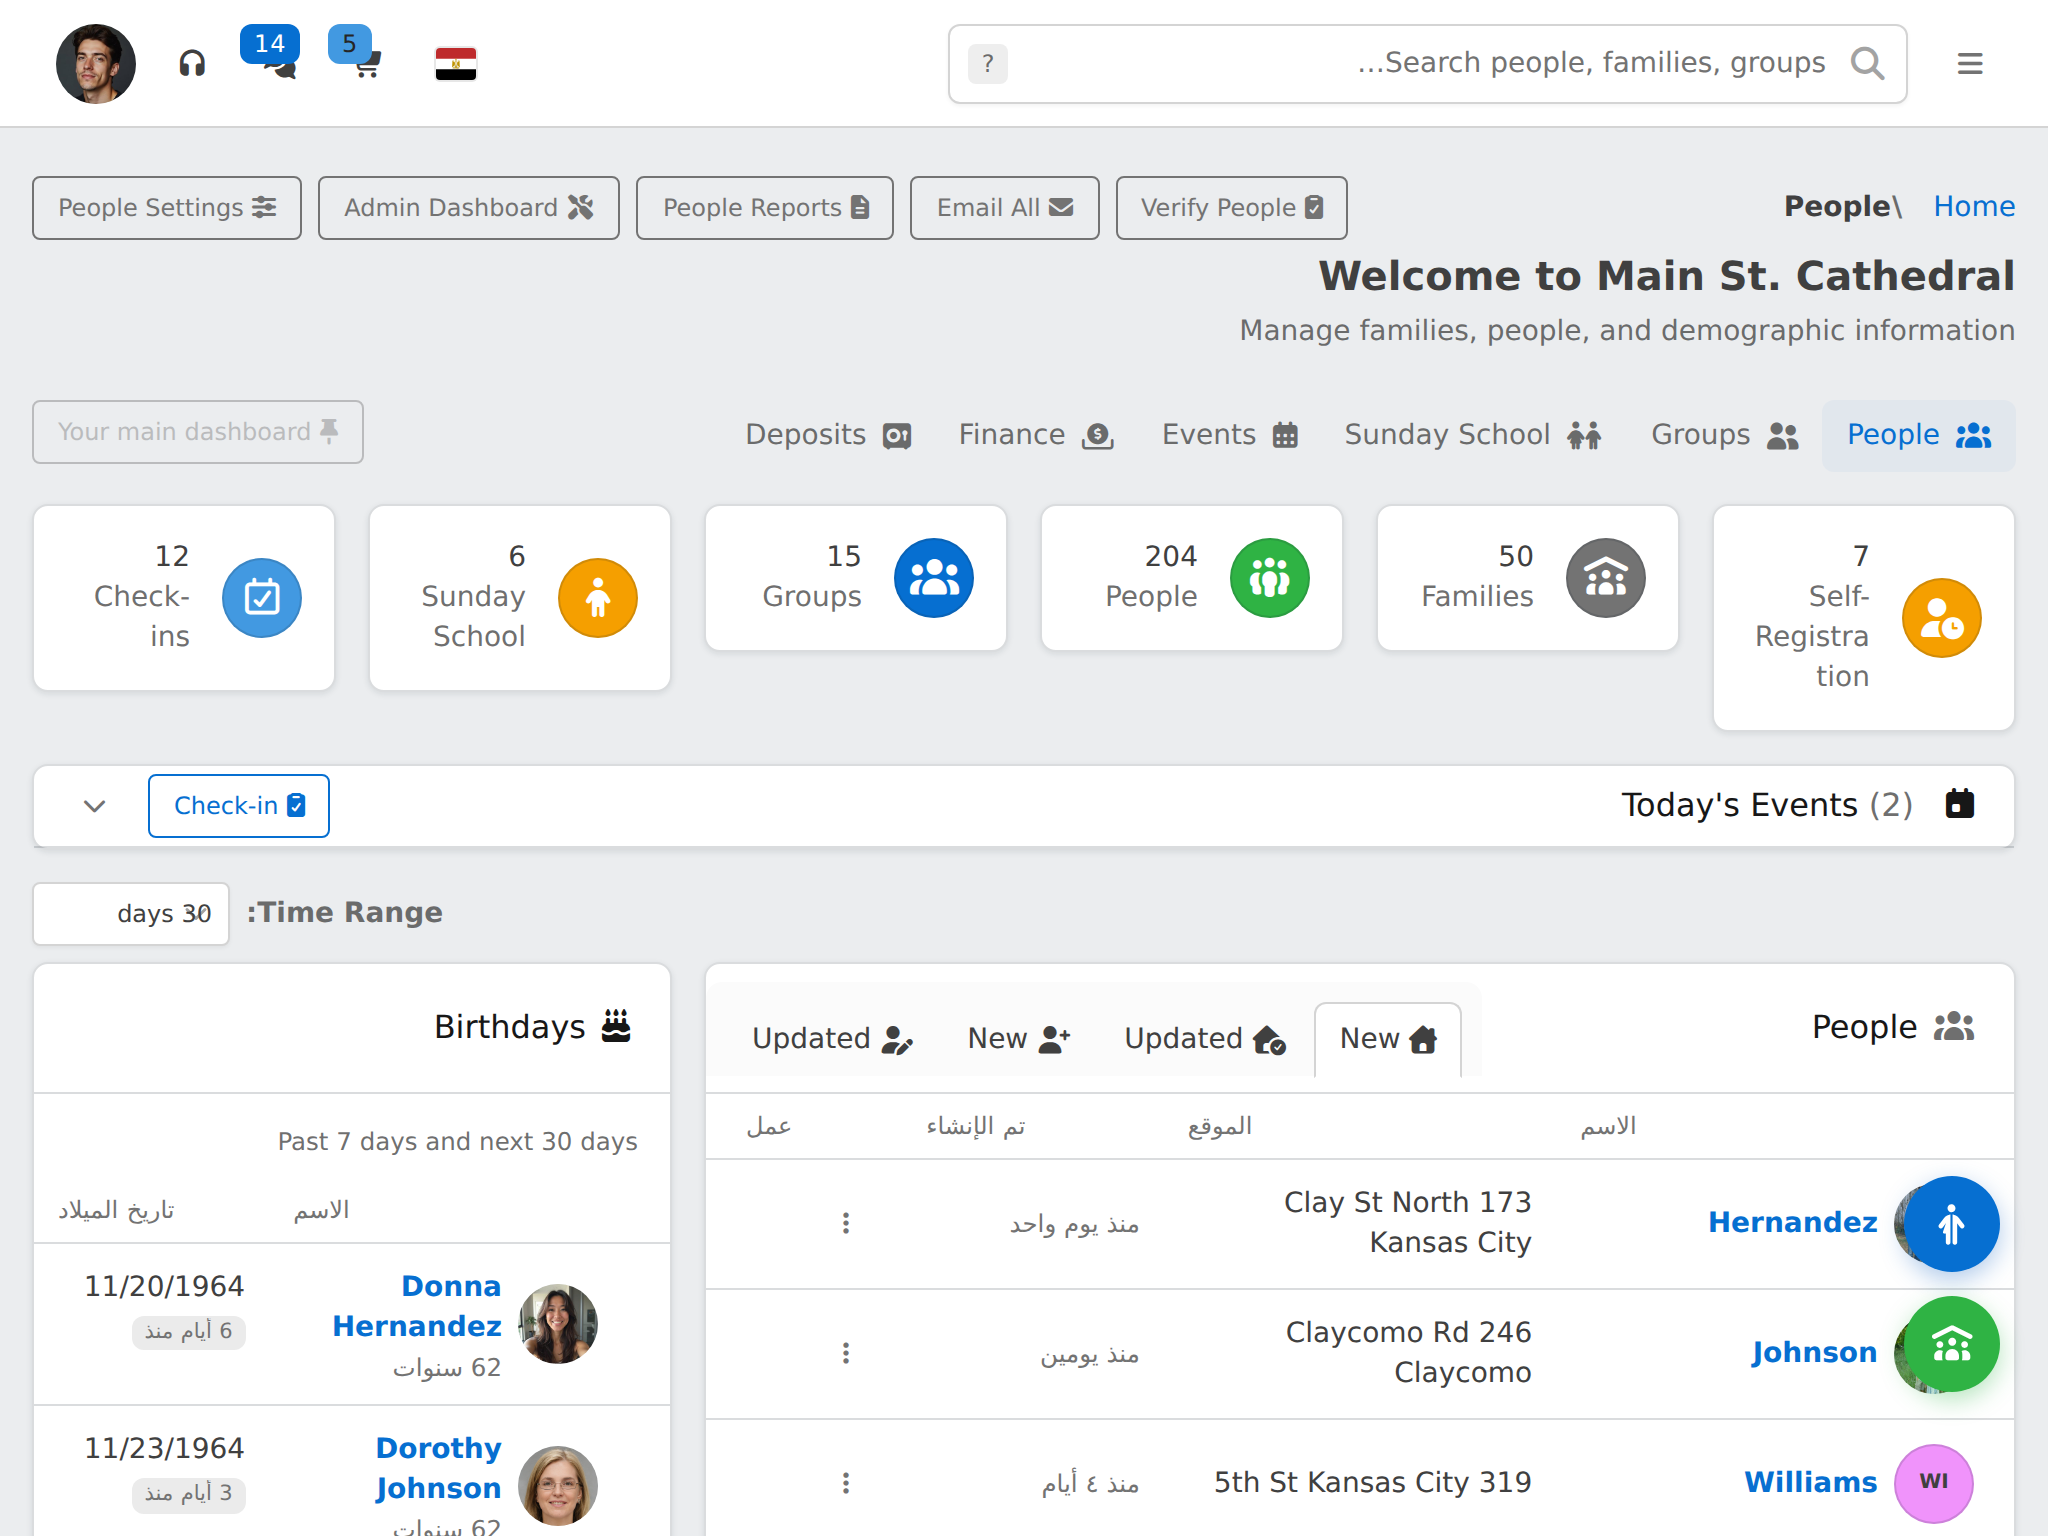 14
5
...Search people, families, groups
?
Home
People\
Verify People
Email All
People Reports
Admin Dashboard
People Settings
Welcome to Main St. Cathedral
Manage families, people, and demographic information
People
Groups
Sunday School
Events
Finance
Deposits
Your main dashboard
7
Self-
Registra
tion
50
Families
204
People
15
Groups
6
Sunday
School
12
Check-
ins
Today's Events (2)
Check-in
:Time Range
days 30
People
New
Updated
New
Updated
الاسم
الموقع
تم الإنشاء
عمل
Hernandez
Clay St North 173
Kansas City
منذ يوم واحد
Johnson
Claycomo Rd 246
Claycomo
منذ يومين
WI
Williams
5th St Kansas City 319
منذ ٤ أيام
Birthdays
Past 7 days and next 30 days
الاسم
تاريخ الميلاد
Donna
Hernandez
62 سنوات
11/20/1964
6 أيام منذ
Dorothy
Johnson
62 سنوات
11/23/1964
3 أيام منذ